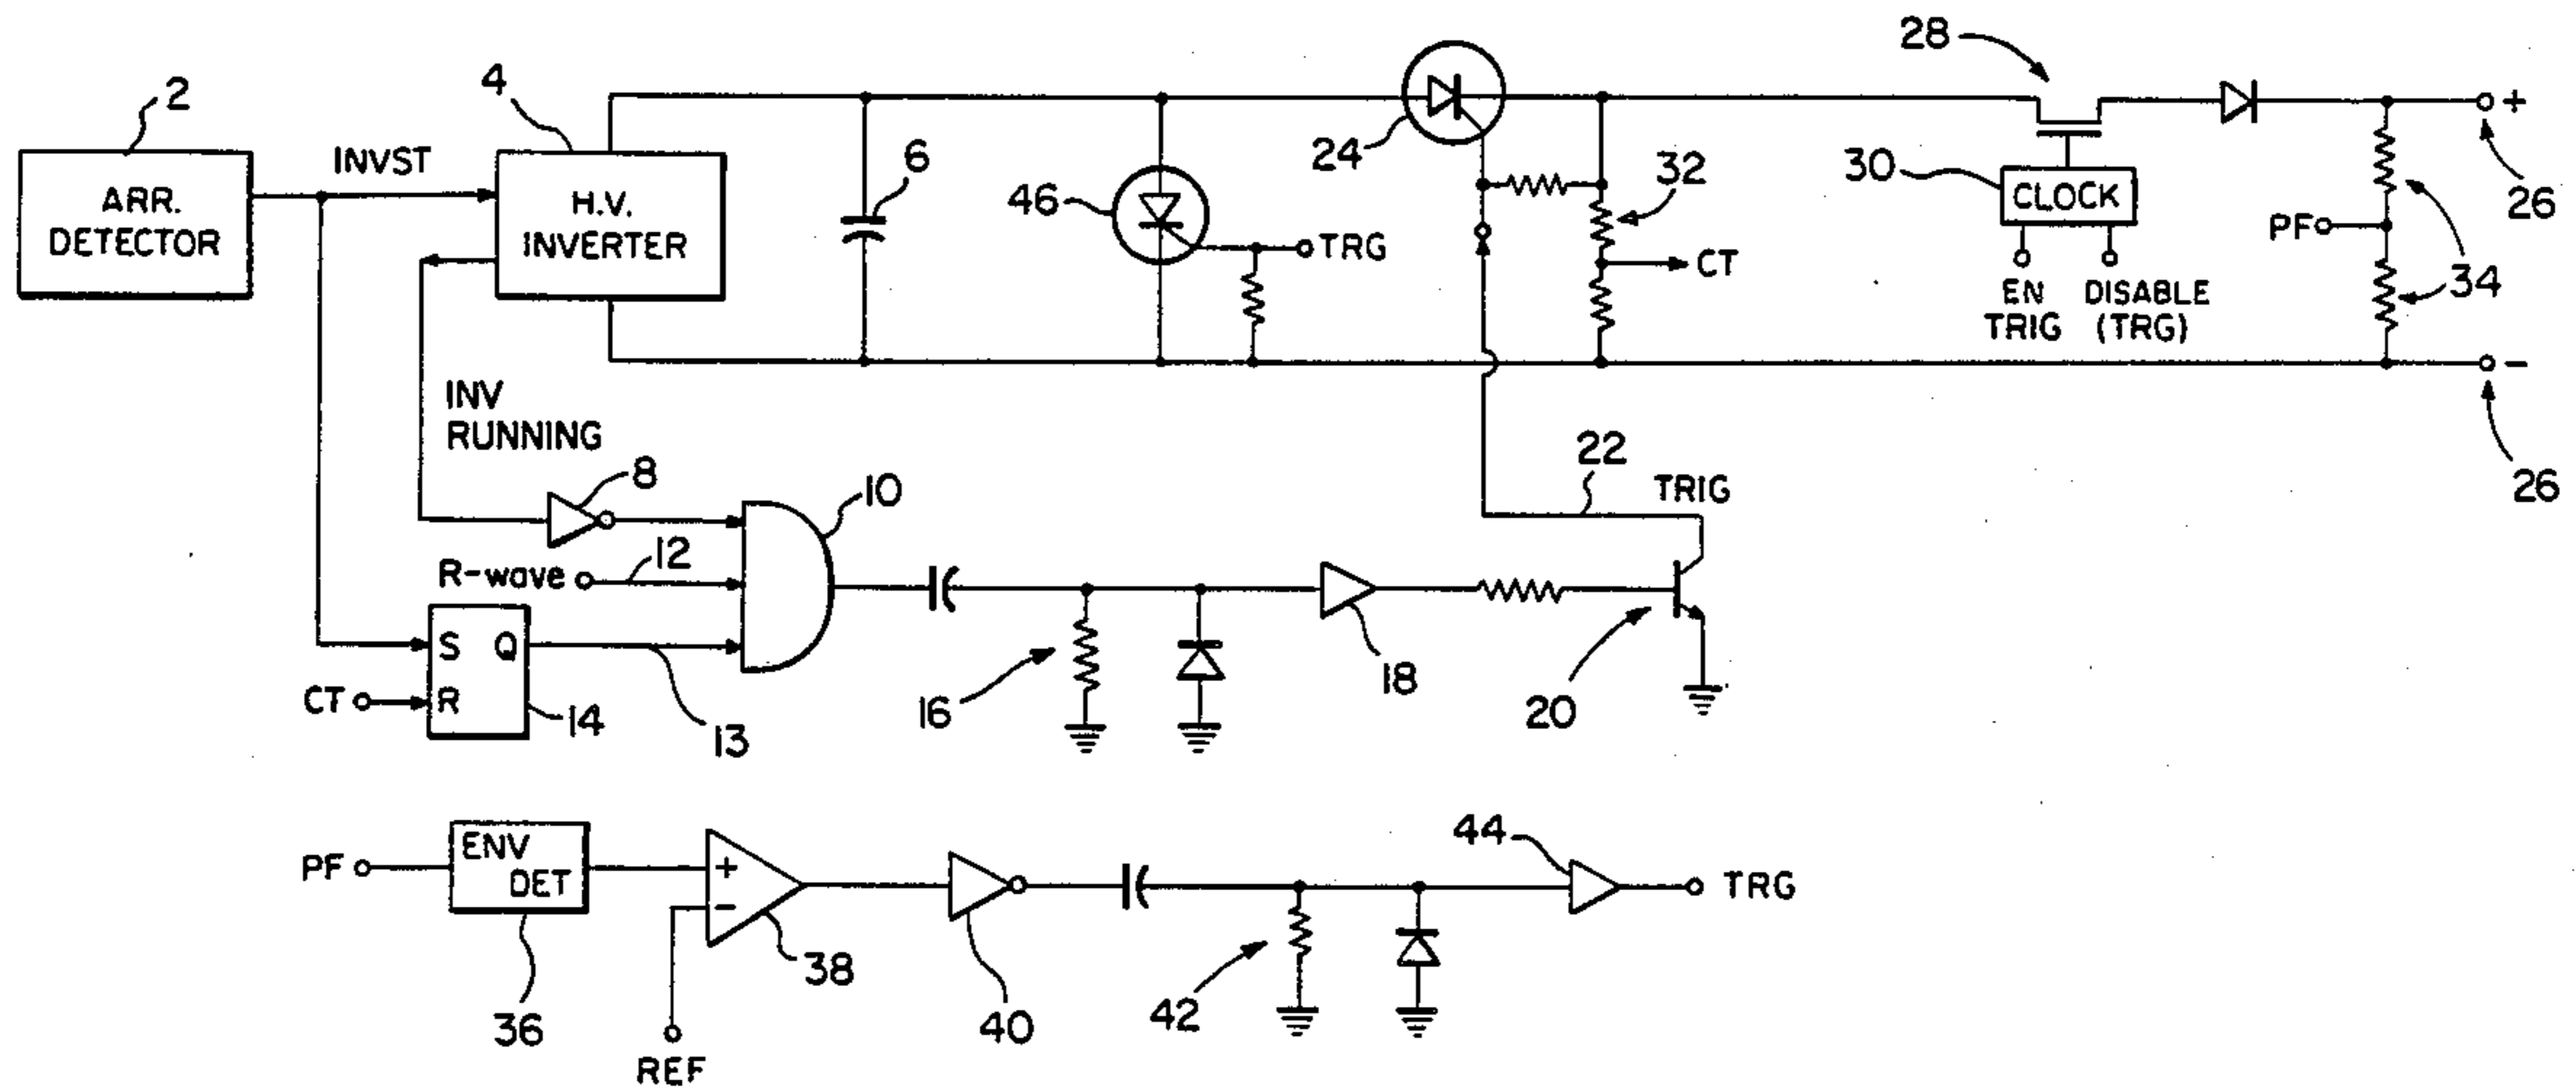 2
4
28
+
ARR.
DETECTOR
INVST
H.V.
INVERTER
6
46
TRG
24
32
CT
30
CLOCK
EN
TRIG
DISABLE
(TRG)
PF
34
26
-
26
INV
RUNNING
8
10
22
TRIG
R-wave
12
S
Q
R
CT
14
13
16
18
20
PF
ENV
DET
36
+
-
38
REF
40
42
44
TRG